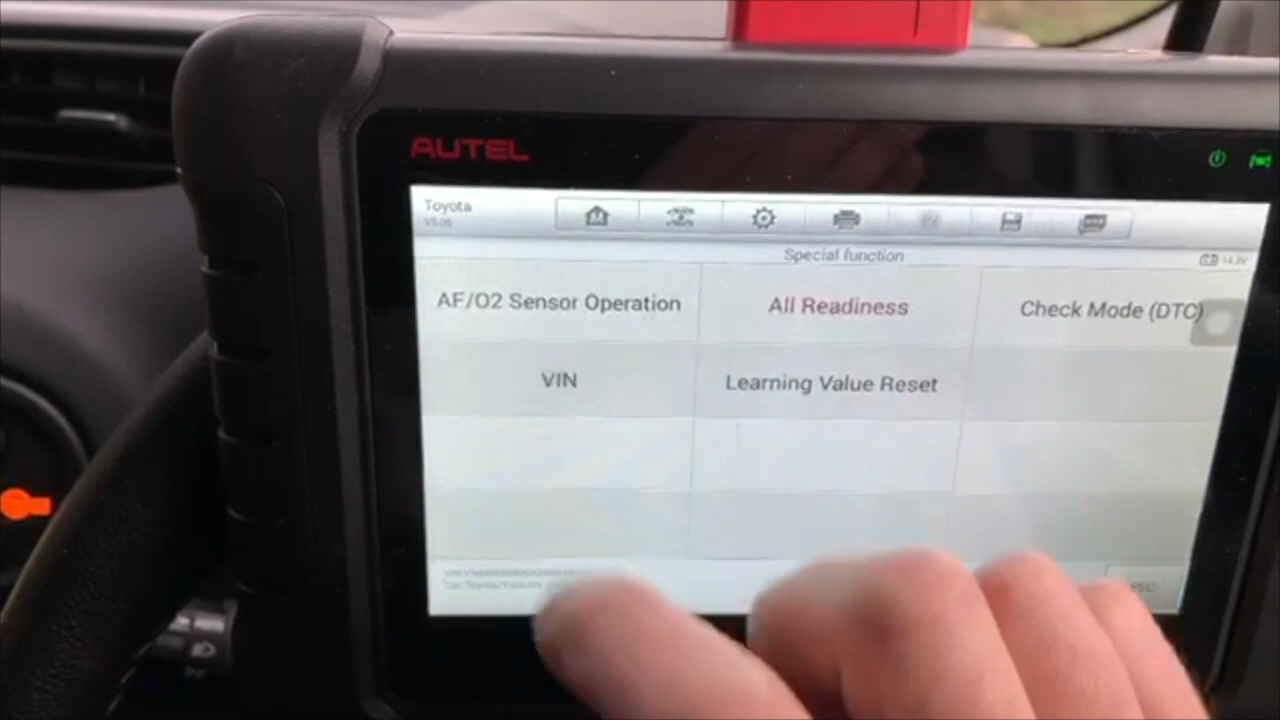 AUTEL
Toyota
Special function
AF/O2 Sensor Operation
All Readiness
Check Mode (DTC)
VIN
Learning Value Reset